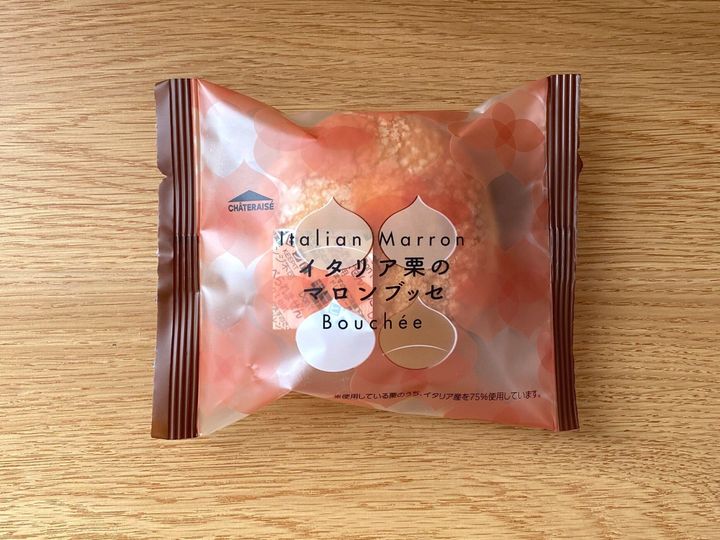 CHÂTERAISÉ
Italian Marron
イタリア栗の
マロンブッセ
Bouchée
※使用している栗のうち、イタリア産を75%使用しています。